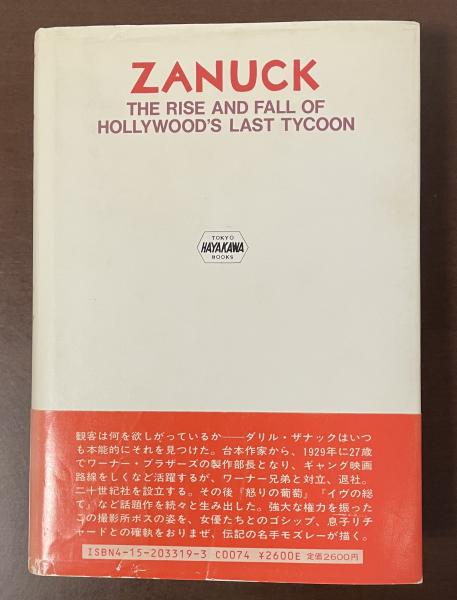 ZANUCK
THE RISE AND FALL OF
HOLLYWOOD'S LAST TYCOON
TOKYO
HAYAKAWA
BOOKS
観客は何を欲しがっているか──ダリル・ザナックはいつ
も本能的にそれを見つけた。台本作家から、1929年に27歳
でワーナー・ブラザーズの製作部長となり、ギャング映画
路線をしくなど活躍するが、ワーナー兄弟と対立、退社。
二十世紀社を設立する。その後『怒りの葡萄』『イヴの総
て』など話題作を続々と生み出した。強大な権力を振った
この撮影所ボスの姿を、女優たちとのゴシップ、息子リチ
ャードとの確執をおりまぜ、伝記の名手モズレーが描く。
ISBN4-15-203319-3 C0074 ¥2600E 定価2600円